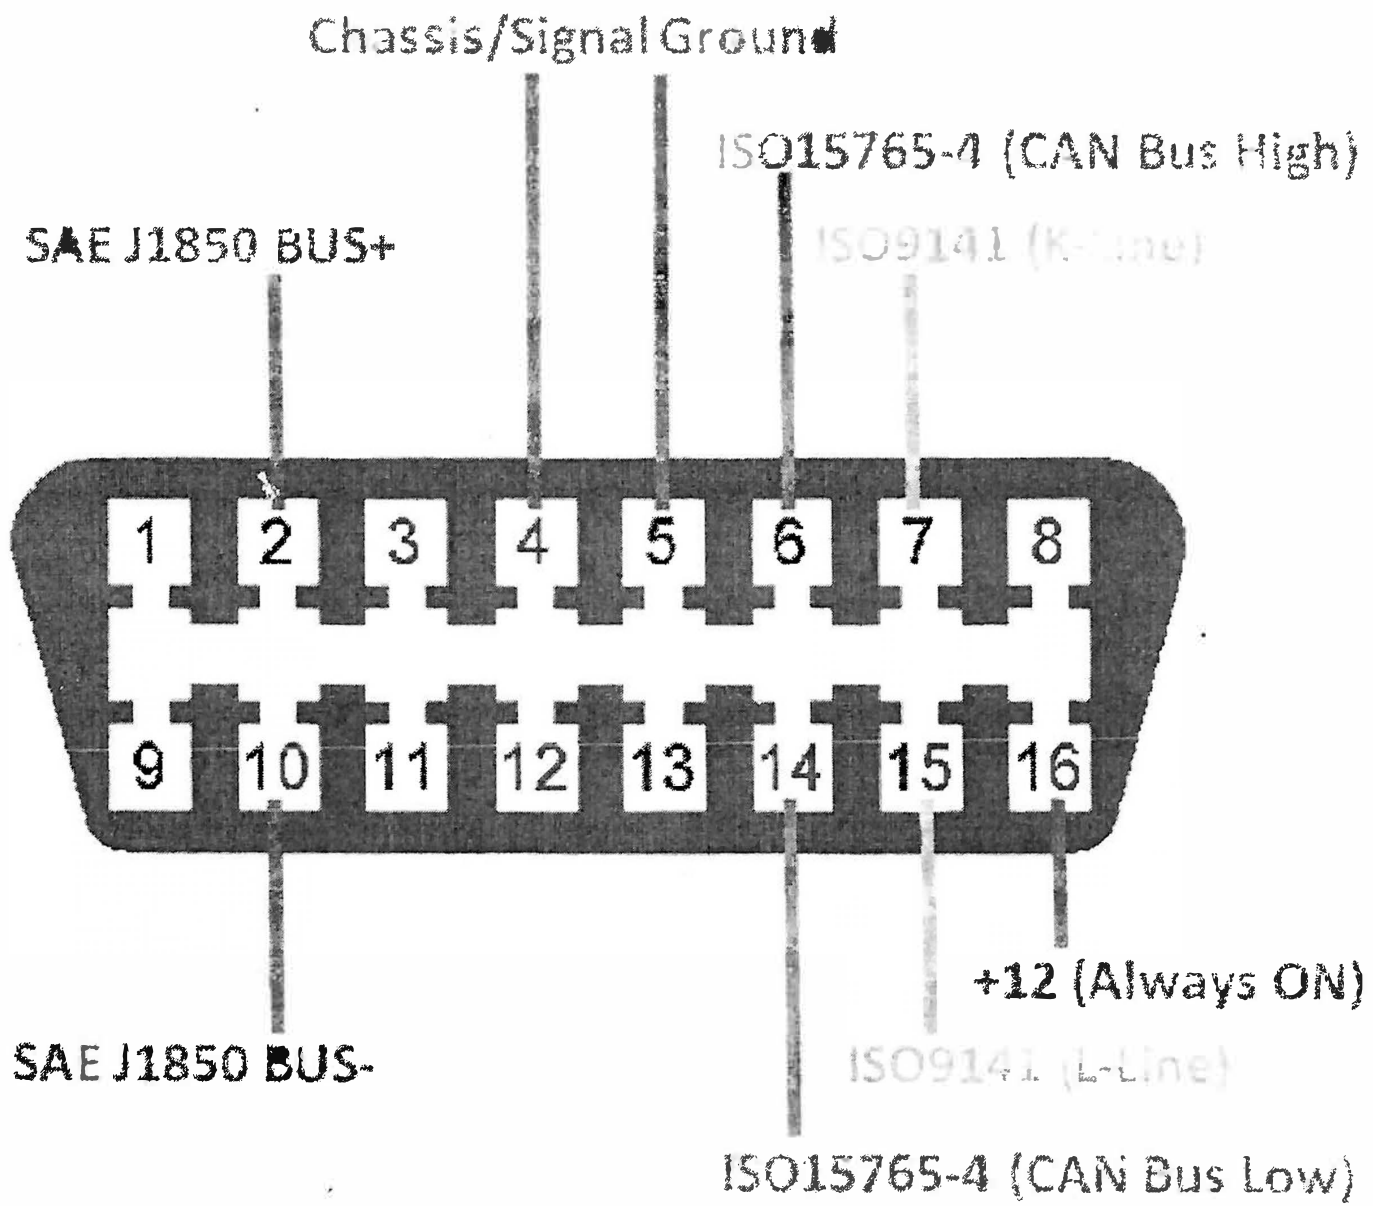 Chassis/Signal Ground
ISO15765-4 (CAN Bus High)
SAE J1850 BUS+
ISO9141 (K-Line)
1 2 3 4 5 6 7 8
9 10 11 12 13 14 15 16
+12 (Always ON)
SAE J1850 BUS-
ISO9141 (L-Line)
ISO15765-4 (CAN Bus Low)